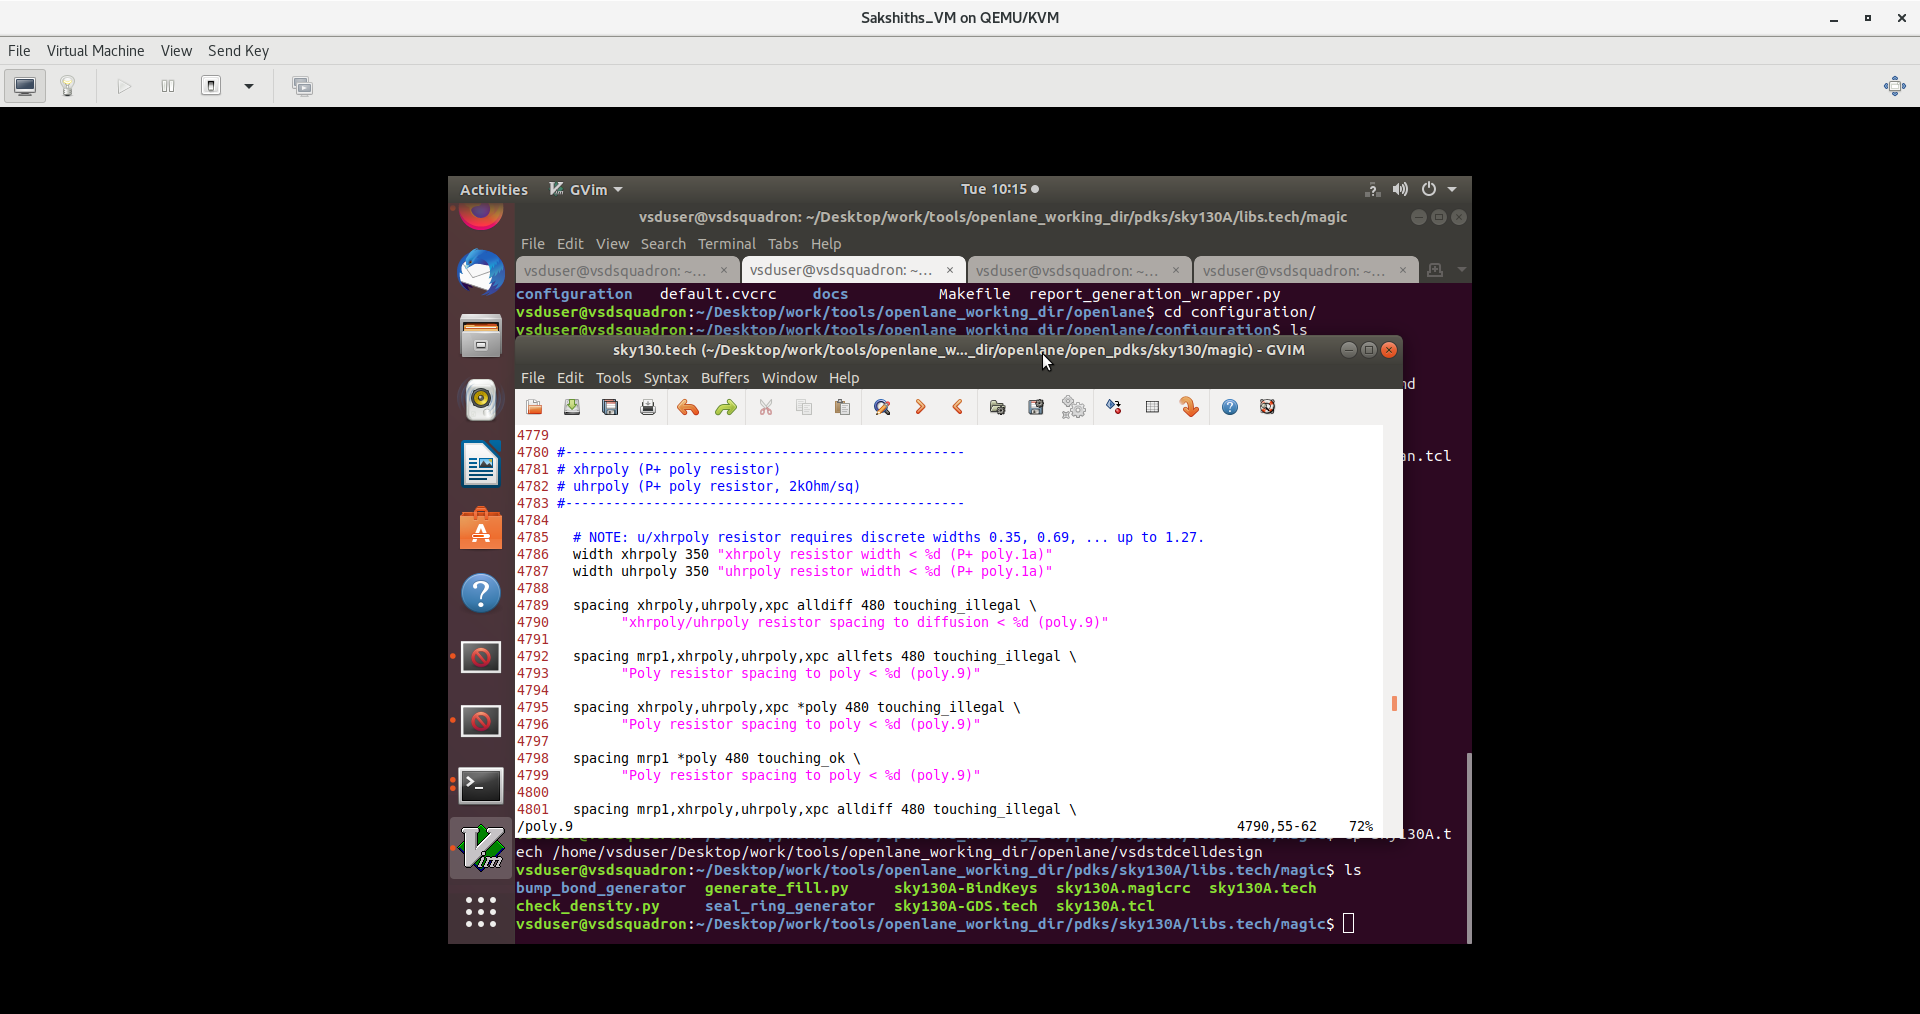 Sakshiths_VM on QEMU/KVM
File Virtual Machine View Send Key
Activities GVim Tue 10:15
vsduser@vsdsquadron: ~/Desktop/work/tools/openlane_working_dir/pdks/sky130A/libs.tech/magic
File Edit View Search Terminal Tabs Help
vsduser@vsdsquadron: ~... vsduser@vsdsquadron: ~... vsduser@vsdsquadron: ~... vsduser@vsdsquadron: ~...
configuration default.cvcrc docs Makefile report_generation_wrapper.py
vsduser@vsdsquadron:~/Desktop/work/tools/openlane_working_dir/openlane$ cd configuration/
vsduser@vsdsquadron:~/Desktop/work/tools/openlane_working_dir/openlane/configuration$ ls
sky130.tech (~/Desktop/work/tools/openlane_w..._dir/openlane/open_pdks/sky130/magic) - GVIM
File Edit Tools Syntax Buffers Window Help
nd
an.tcl
4779
4780 #--------------------------------------------------
4781 # xhrpoly (P+ poly resistor)
4782 # uhrpoly (P+ poly resistor, 2kOhm/sq)
4783 #--------------------------------------------------
4784
4785 # NOTE: u/xhrpoly resistor requires discrete widths 0.35, 0.69, ... up to 1.27.
4786 width xhrpoly 350 "xhrpoly resistor width < %d (P+ poly.1a)"
4787 width uhrpoly 350 "uhrpoly resistor width < %d (P+ poly.1a)"
4788
4789 spacing xhrpoly,uhrpoly,xpc alldiff 480 touching_illegal \
4790 "xhrpoly/uhrpoly resistor spacing to diffusion < %d (poly.9)"
4791
4792 spacing mrp1,xhrpoly,uhrpoly,xpc allfets 480 touching_illegal \
4793 "Poly resistor spacing to poly < %d (poly.9)"
4794
4795 spacing xhrpoly,uhrpoly,xpc *poly 480 touching_illegal \
4796 "Poly resistor spacing to poly < %d (poly.9)"
4797
4798 spacing mrp1 *poly 480 touching_ok \
4799 "Poly resistor spacing to poly < %d (poly.9)"
4800
4801 spacing mrp1,xhrpoly,uhrpoly,xpc alldiff 480 touching_illegal \
/poly.9 4790,55-62 72%
130A.t
ech /home/vsduser/Desktop/work/tools/openlane_working_dir/openlane/vsdstdcelldesign
vsduser@vsdsquadron:~/Desktop/work/tools/openlane_working_dir/pdks/sky130A/libs.tech/magic$ ls
bump_bond_generator generate_fill.py sky130A-BindKeys sky130A.magicrc sky130A.tech
check_density.py seal_ring_generator sky130A-GDS.tech sky130A.tcl
vsduser@vsdsquadron:~/Desktop/work/tools/openlane_working_dir/pdks/sky130A/libs.tech/magic$